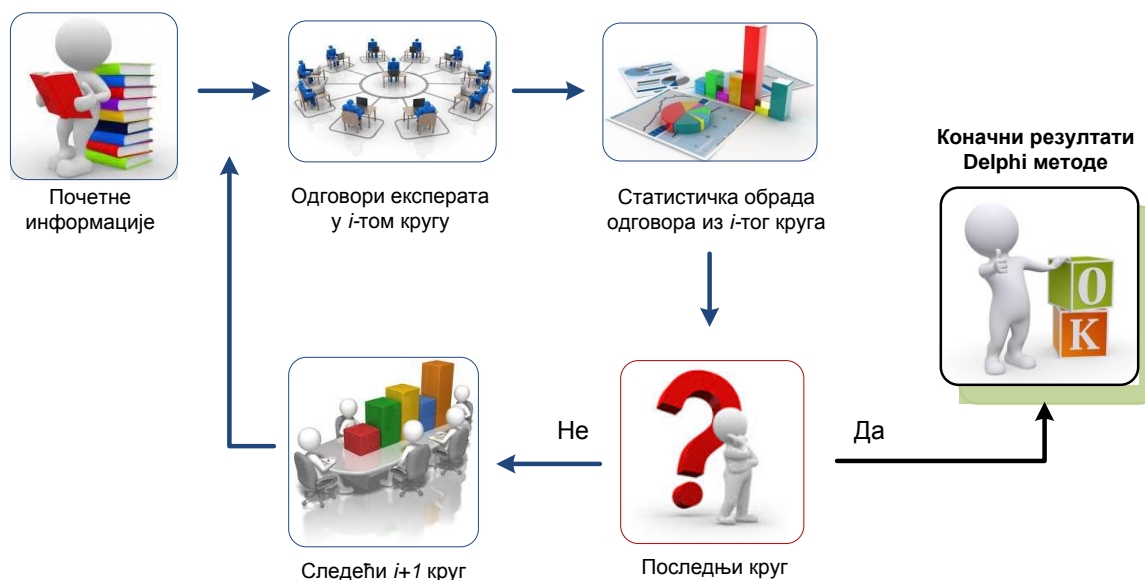 Почетне
информације
Одговори експерата
у i-том кругу
Статистичка обрада
одговора из i-тог круга
Коначни резултати
Delphi методе
O
K
Не
Да
Следећи i+1 круг
Последњи круг